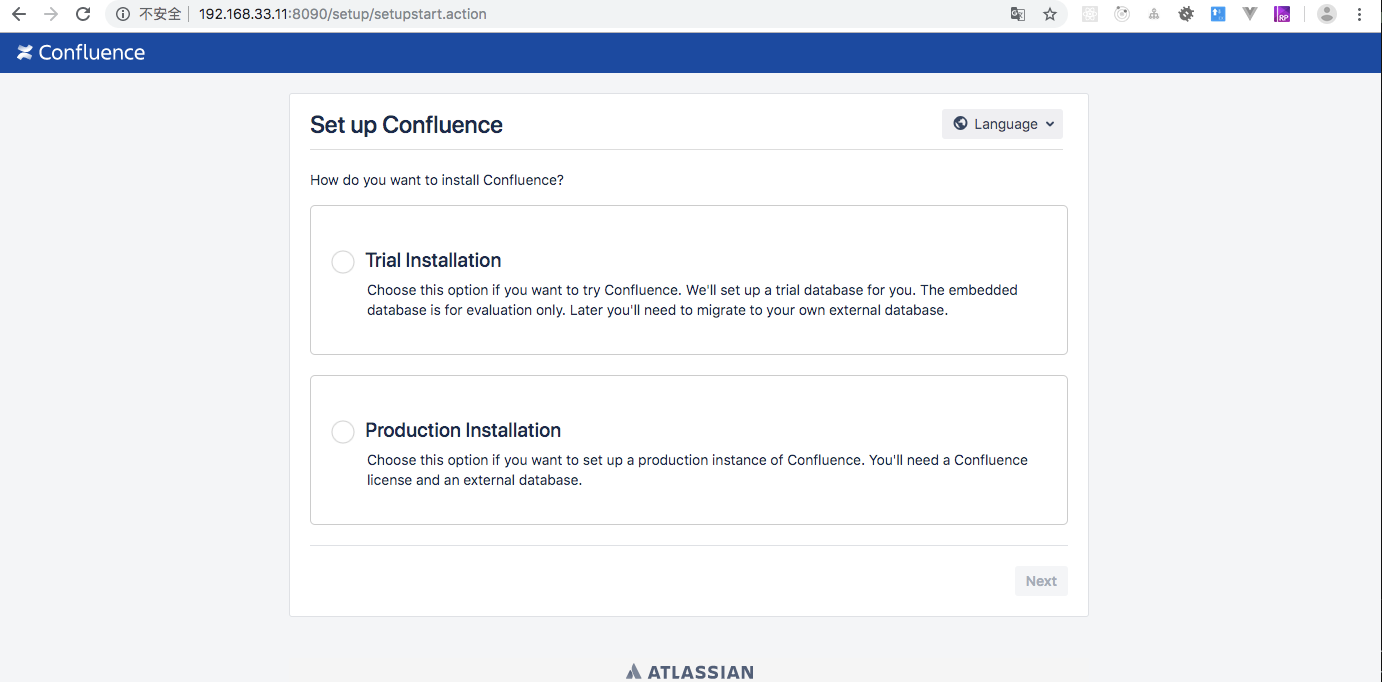 不安全 192.168.33.11:8090/setup/setupstart.action
RP
Confluence
Set up Confluence
Language
How do you want to install Confluence?
Trial Installation
Choose this option if you want to try Confluence. We'll set up a trial database for you. The embedded
database is for evaluation only. Later you'll need to migrate to your own external database.
Production Installation
Choose this option if you want to set up a production instance of Confluence. You'll need a Confluence
license and an external database.
Next
ATLASSIAN